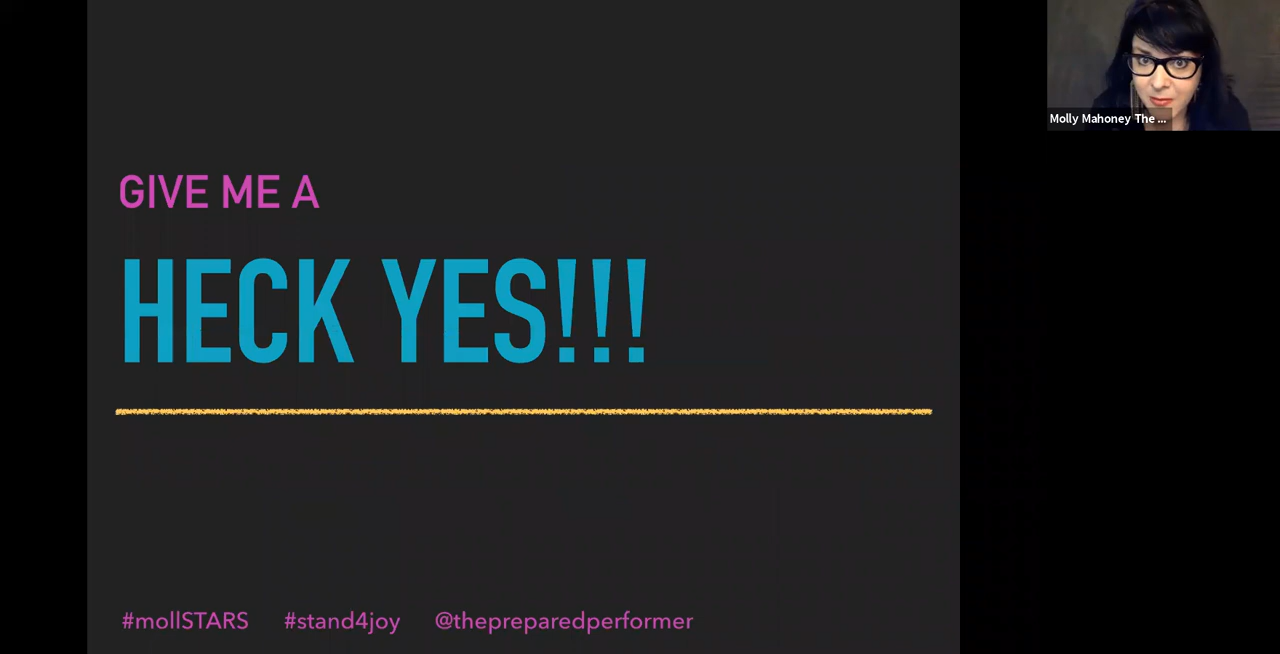 GIVE ME A
HECK YES!!!
#mollSTARS #stand4joy @thepreparedperformer
Molly Mahoney The ...